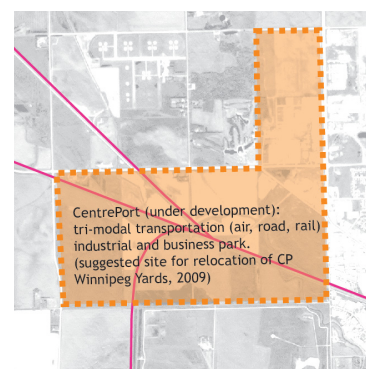 CentrePort (under development):
tri-modal transportation (air, road, rail)
industrial and business park.
(suggested site for relocation of CP
Winnipeg Yards, 2009)